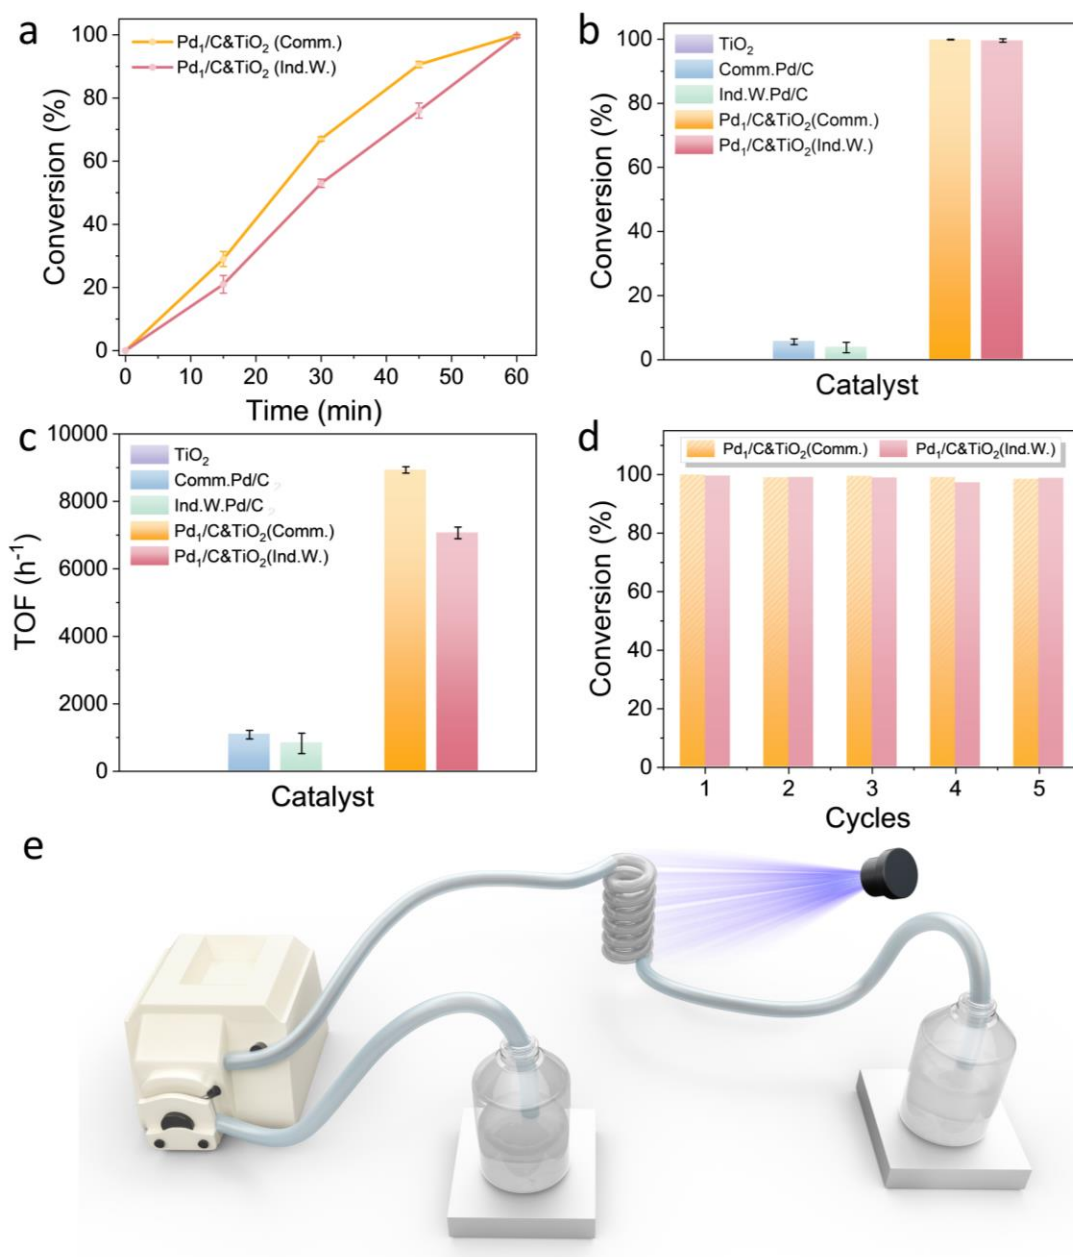 a
Conversion (%)
100
80
60
40
20
0
Pd₁/C&TiO₂ (Comm.)
Pd₁/C&TiO₂ (Ind.W.)
0 10 20 30 40 50 60
Time (min)
b
Conversion (%)
100
80
60
40
20
0
TiO₂
Comm.Pd/C
Ind.W.Pd/C
Pd₁/C&TiO₂(Comm.)
Pd₁/C&TiO₂(Ind.W.)
Catalyst
c
TOF (h⁻¹)
10000
8000
6000
4000
2000
0
TiO₂
Comm.Pd/C
Ind.W.Pd/C
Pd₁/C&TiO₂(Comm.)
Pd₁/C&TiO₂(Ind.W.)
Catalyst
d
Conversion (%)
100
80
60
40
20
0
Pd₁/C&TiO₂(Comm.) Pd₁/C&TiO₂(Ind.W.)
1 2 3 4 5
Cycles
e